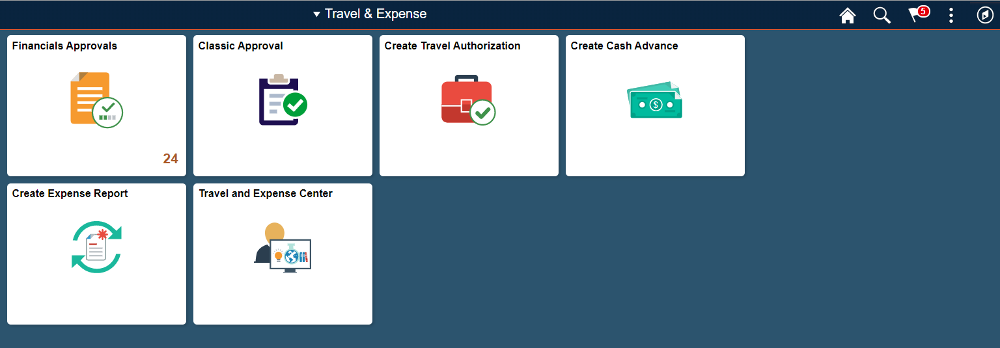 Travel & Expense
5
Financials Approvals
24
Classic Approval
Create Travel Authorization
Create Cash Advance
$
Create Expense Report
Travel and Expense Center